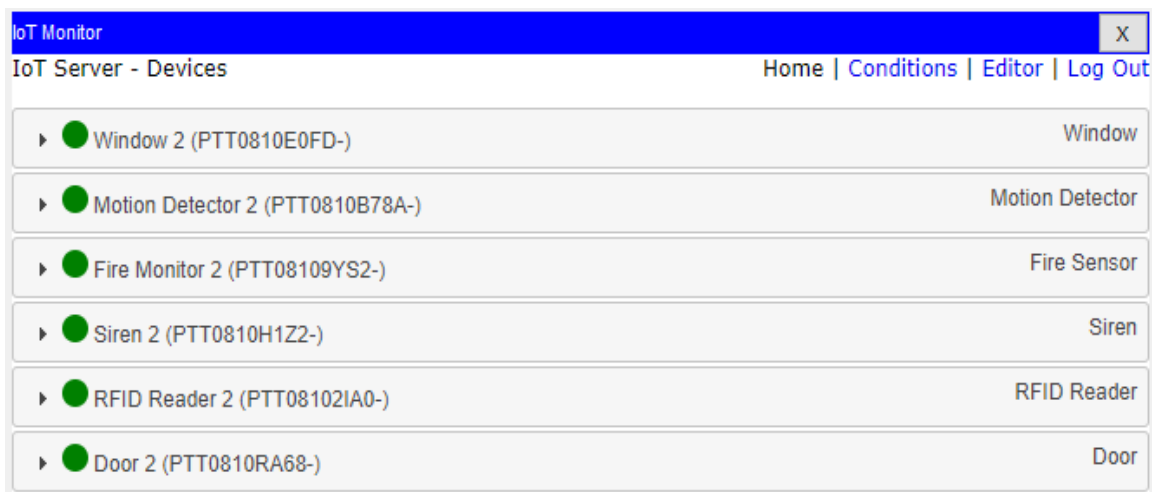 IoT Monitor X
IoT Server - Devices Home | Conditions | Editor | Log Out
Window 2 (PTT0810E0FD-) Window
Motion Detector 2 (PTT0810B78A-) Motion Detector
Fire Monitor 2 (PTT08109YS2-) Fire Sensor
Siren 2 (PTT0810H1Z2-) Siren
RFID Reader 2 (PTT08102IA0-) RFID Reader
Door 2 (PTT0810RA68-) Door